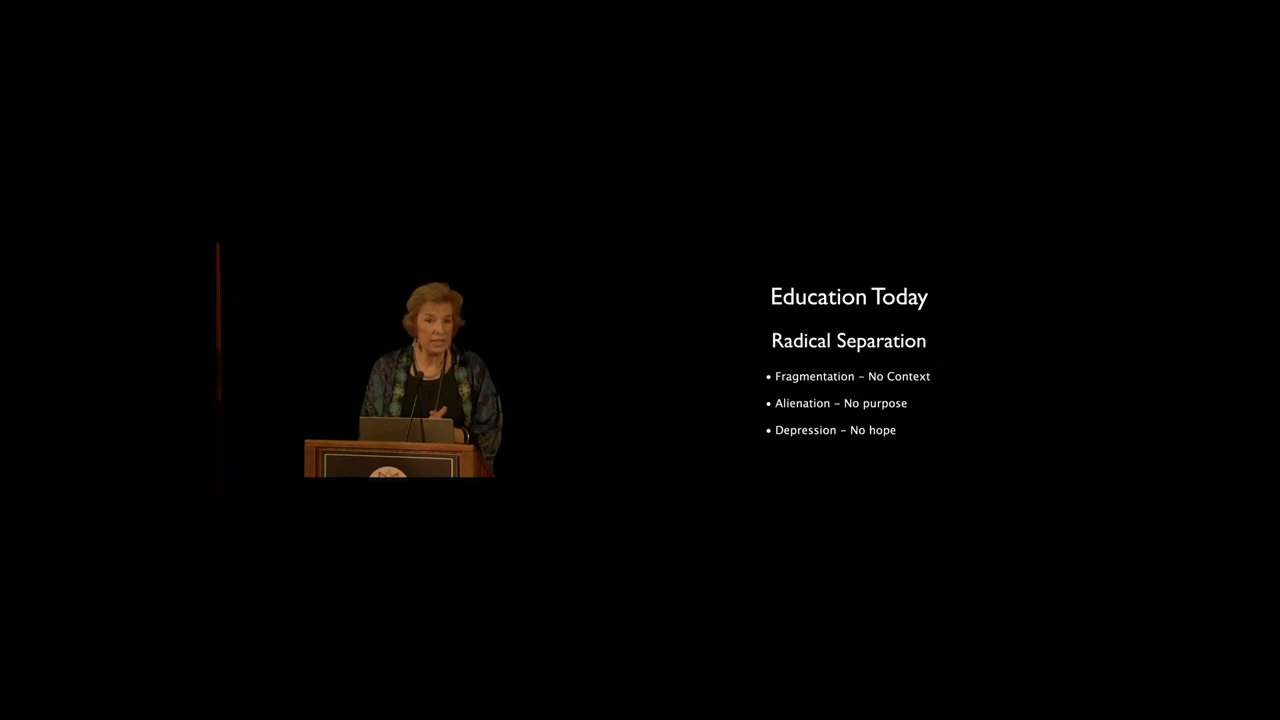 Education Today
Radical Separation
• Fragmentation – No Context
• Alienation – No purpose
• Depression – No hope